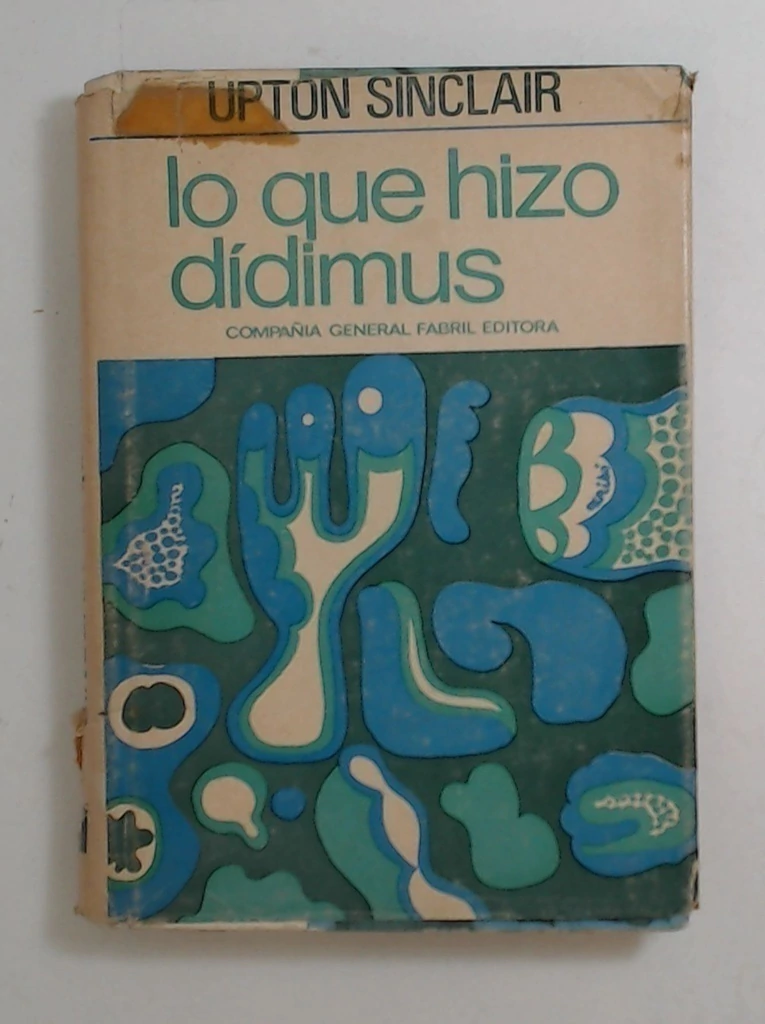 UPTON SINCLAIR
lo que hizo
dídimus
COMPAÑIA GENERAL FABRIL EDITORA